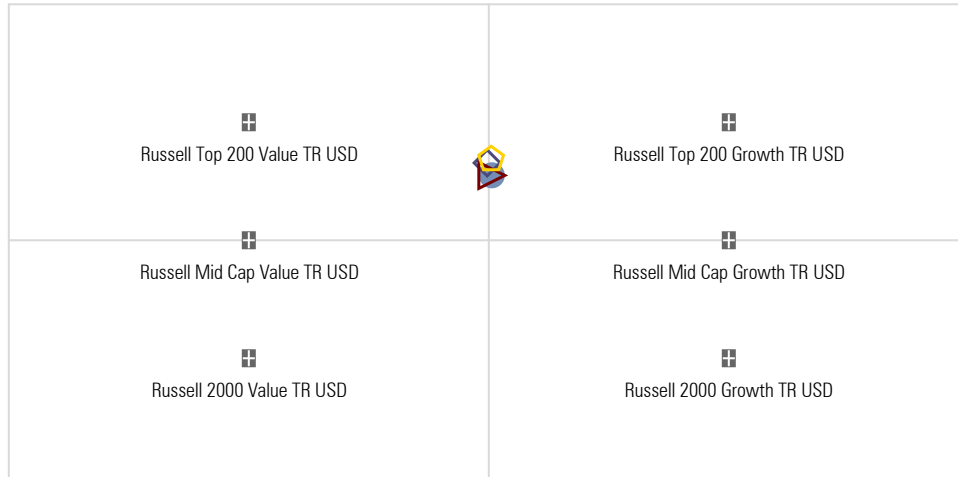 Russell Top 200 Value TR USD
Russell Top 200 Growth TR USD
Russell Mid Cap Value TR USD
Russell Mid Cap Growth TR USD
Russell 2000 Value TR USD
Russell 2000 Growth TR USD